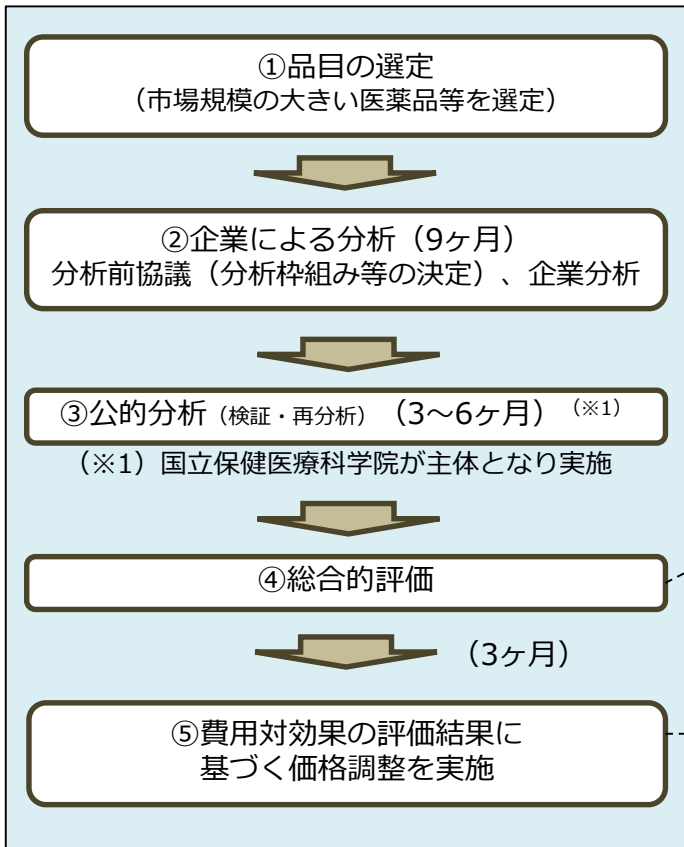 ①品目の選定
（市場規模の大きい医薬品等を選定）
②企業による分析（9ヶ月）
分析前協議（分析枠組み等の決定）、企業分析
③公的分析（検証・再分析）（3～6ヶ月）（※1）
（※1）国立保健医療科学院が主体となり実施
④総合的評価
（3ヶ月）
⑤費用対効果の評価結果に
基づく価格調整を実施